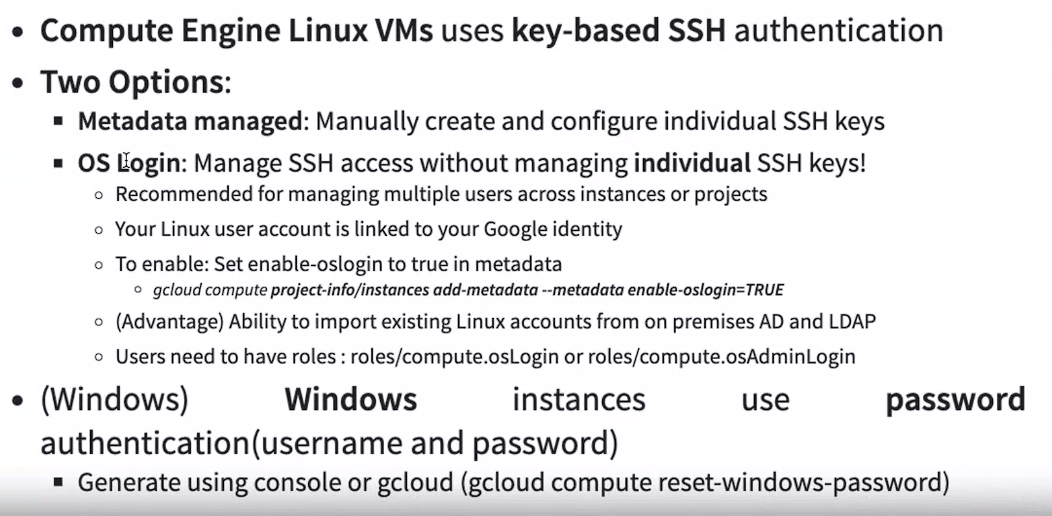 • Compute Engine Linux VMs uses key-based SSH authentication
• Two Options:
▪ Metadata managed: Manually create and configure individual SSH keys
▪ OS Login: Manage SSH access without managing individual SSH keys!
◦ Recommended for managing multiple users across instances or projects
◦ Your Linux user account is linked to your Google identity
◦ To enable: Set enable-oslogin to true in metadata
◦ gcloud compute project-info/instances add-metadata --metadata enable-oslogin=TRUE
◦ (Advantage) Ability to import existing Linux accounts from on premises AD and LDAP
◦ Users need to have roles : roles/compute.osLogin or roles/compute.osAdminLogin
• (Windows) Windows instances use password
authentication(username and password)
▪ Generate using console or gcloud (gcloud compute reset-windows-password)